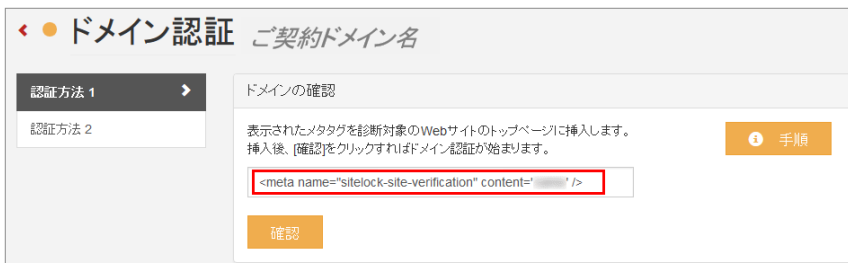 ドメイン認証 ご契約ドメイン名
認証方法 1
認証方法 2
ドメインの確認
表示されたメタタグを診断対象のWebサイトのトップページに挿入します。
挿入後、[確認]をクリックすればドメイン認証が始まります。
手順
<meta name="sitelock-site-verification" content=' ' />
確認